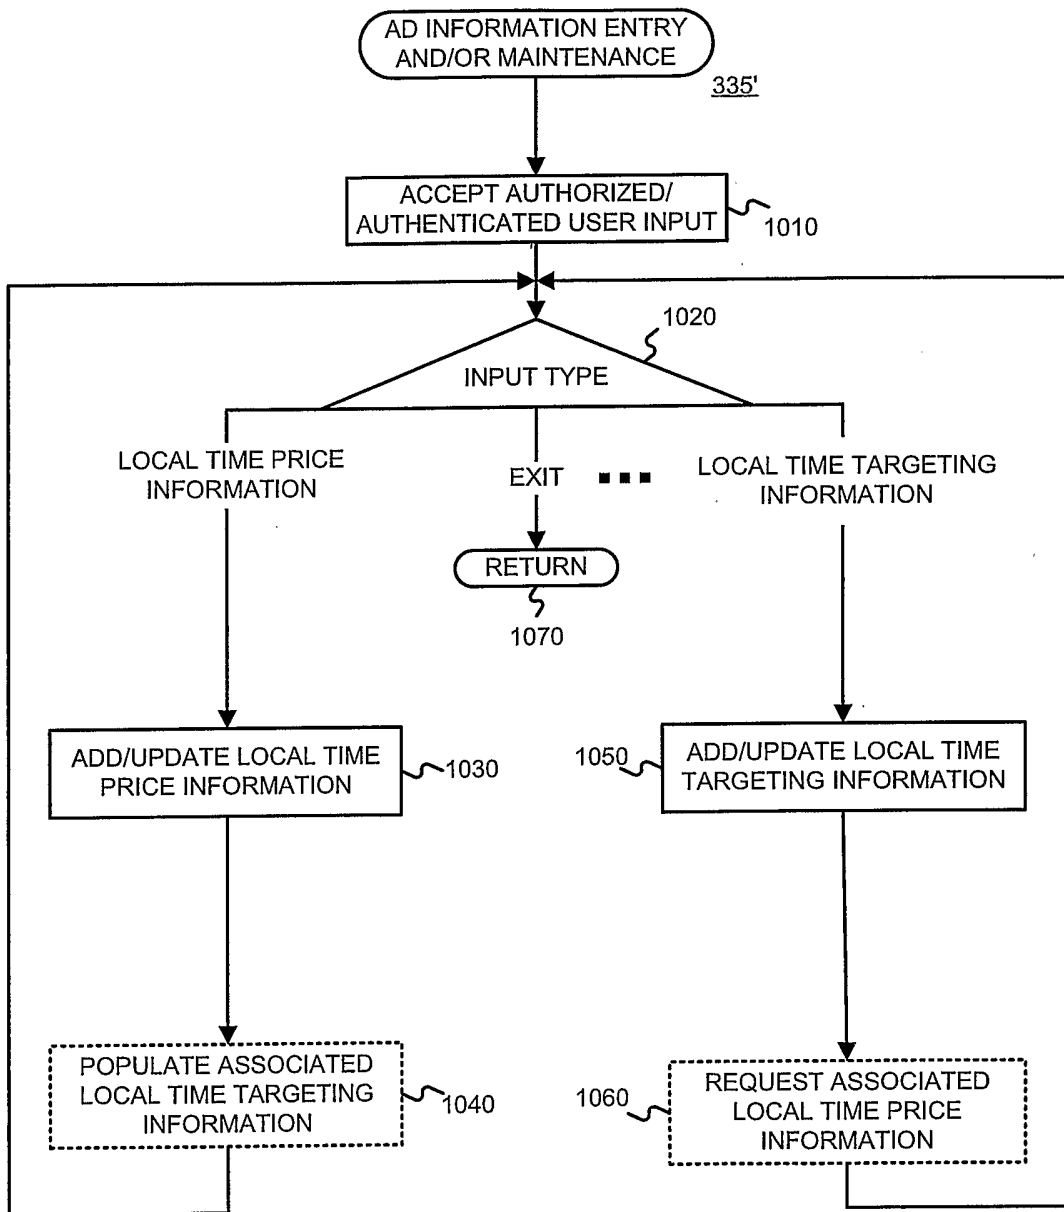 AD INFORMATION ENTRY
AND/OR MAINTENANCE
335'
ACCEPT AUTHORIZED/
AUTHENTICATED USER INPUT
1010
1020
INPUT TYPE
LOCAL TIME PRICE
INFORMATION
EXIT
LOCAL TIME TARGETING
INFORMATION
RETURN
1070
ADD/UPDATE LOCAL TIME
PRICE INFORMATION
1030
1050
ADD/UPDATE LOCAL TIME
TARGETING INFORMATION
POPULATE ASSOCIATED
LOCAL TIME TARGETING
INFORMATION
1040
1060
REQUEST ASSOCIATED
LOCAL TIME PRICE
INFORMATION